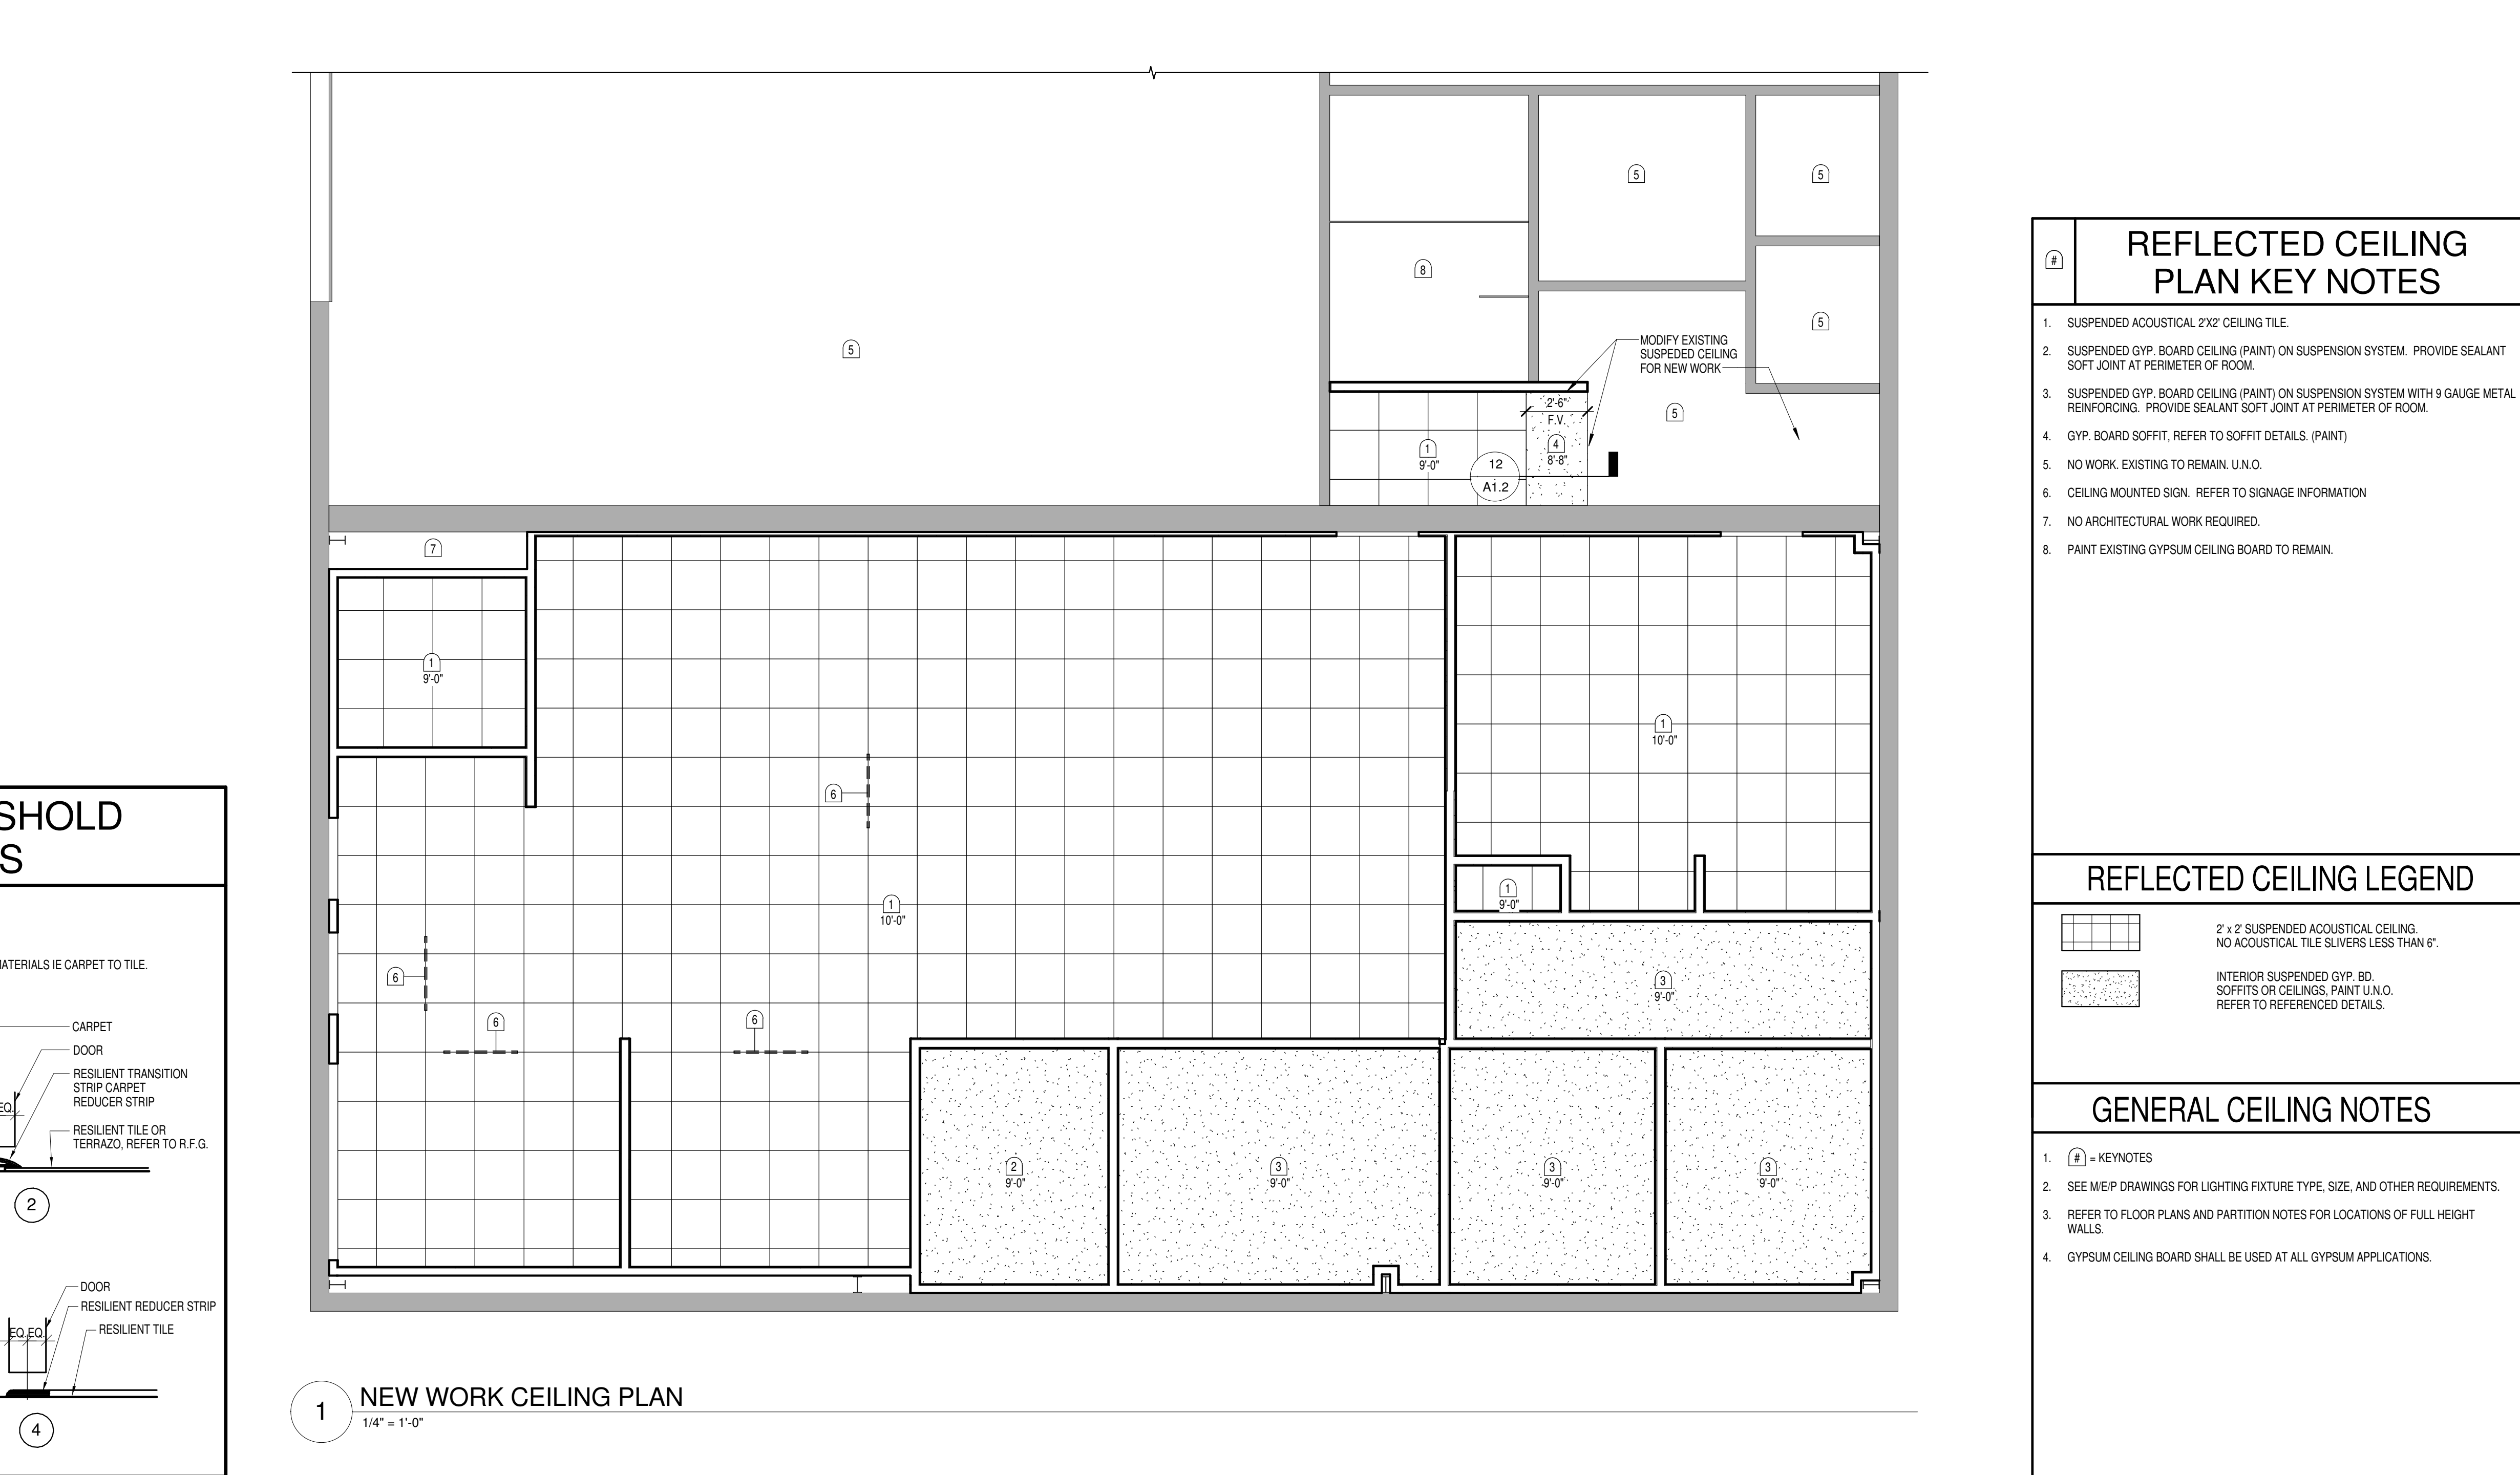 SHOLD
S
MATERIALS IE CARPET TO TILE.
CARPET
DOOR
RESILIENT TRANSITION
STRIP CARPET
REDUCER STRIP
EQ.
RESILIENT TILE OR
TERRAZO, REFER TO R.F.G.
2
DOOR
RESILIENT REDUCER STRIP
EQ. EQ.
RESILIENT TILE
4
5
5
5
8
5
MODIFY EXISTING
SUSPEDED CEILING
FOR NEW WORK
5
2'-6"
F.V.
4
8'-8"
1
9'-0"
12
A1.2
7
1
9'-0"
1
10'-0"
6
1
9'-0"
1
10'-0"
6
3
9'-0"
6
6
2
9'-0"
3
9'-0"
3
9'-0"
3
9'-0"
1
NEW WORK CEILING PLAN
1/4" = 1'-0"
#
REFLECTED CEILING
PLAN KEY NOTES
1. SUSPENDED ACOUSTICAL 2'X2' CEILING TILE.
2. SUSPENDED GYP. BOARD CEILING (PAINT) ON SUSPENSION SYSTEM. PROVIDE SEALANT
SOFT JOINT AT PERIMETER OF ROOM.
3. SUSPENDED GYP. BOARD CEILING (PAINT) ON SUSPENSION SYSTEM WITH 9 GAUGE METAL
REINFORCING. PROVIDE SEALANT SOFT JOINT AT PERIMETER OF ROOM.
4. GYP. BOARD SOFFIT, REFER TO SOFFIT DETAILS. (PAINT)
5. NO WORK. EXISTING TO REMAIN. U.N.O.
6. CEILING MOUNTED SIGN. REFER TO SIGNAGE INFORMATION
7. NO ARCHITECTURAL WORK REQUIRED.
8. PAINT EXISTING GYPSUM CEILING BOARD TO REMAIN.
REFLECTED CEILING LEGEND
2' x 2' SUSPENDED ACOUSTICAL CEILING.
NO ACOUSTICAL TILE SLIVERS LESS THAN 6".
INTERIOR SUSPENDED GYP. BD.
SOFFITS OR CEILINGS, PAINT U.N.O.
REFER TO REFERENCED DETAILS.
GENERAL CEILING NOTES
1. # = KEYNOTES
2. SEE M/E/P DRAWINGS FOR LIGHTING FIXTURE TYPE, SIZE, AND OTHER REQUIREMENTS.
3. REFER TO FLOOR PLANS AND PARTITION NOTES FOR LOCATIONS OF FULL HEIGHT
WALLS.
4. GYPSUM CEILING BOARD SHALL BE USED AT ALL GYPSUM APPLICATIONS.